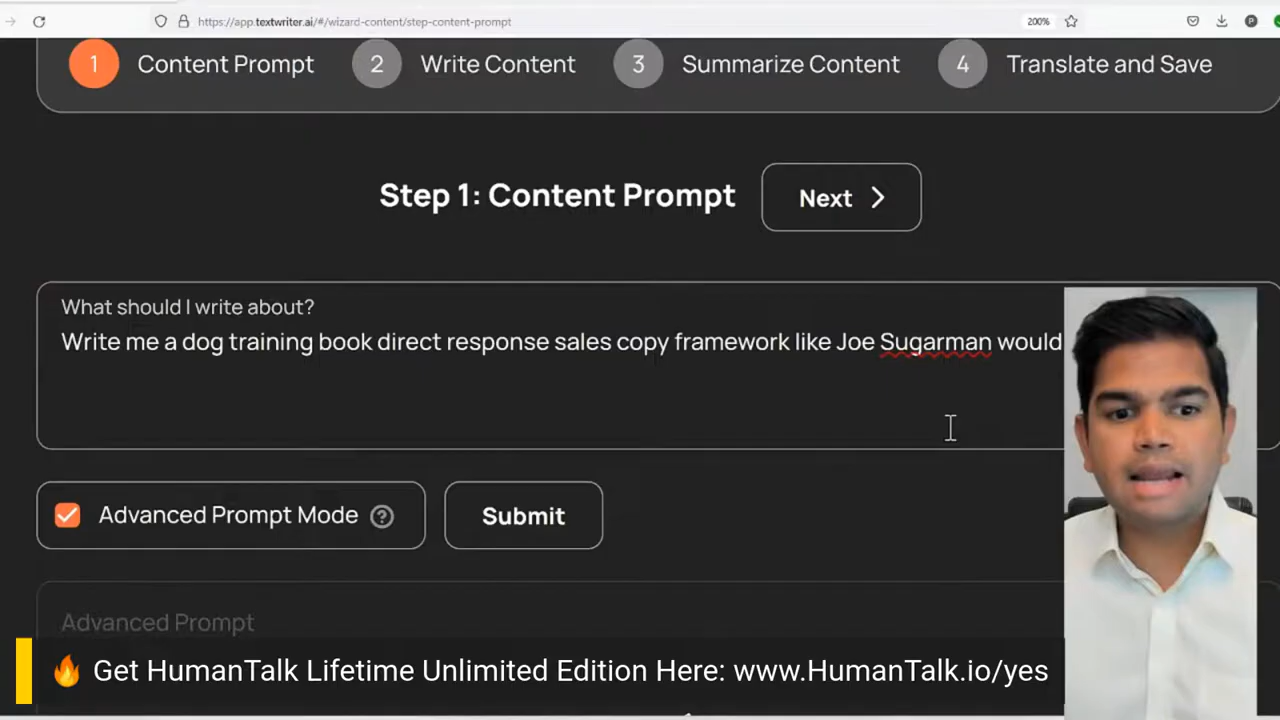 https://app.textwriter.ai/#/wizard-content/step-content-prompt 200%
1 Content Prompt 2 Write Content 3 Summarize Content 4 Translate and Save
Step 1: Content Prompt Next
What should I write about?
Write me a dog training book direct response sales copy framework like Joe Sugarman would
Advanced Prompt Mode ? Submit
Advanced Prompt
🔥 Get HumanTalk Lifetime Unlimited Edition Here: www.HumanTalk.io/yes